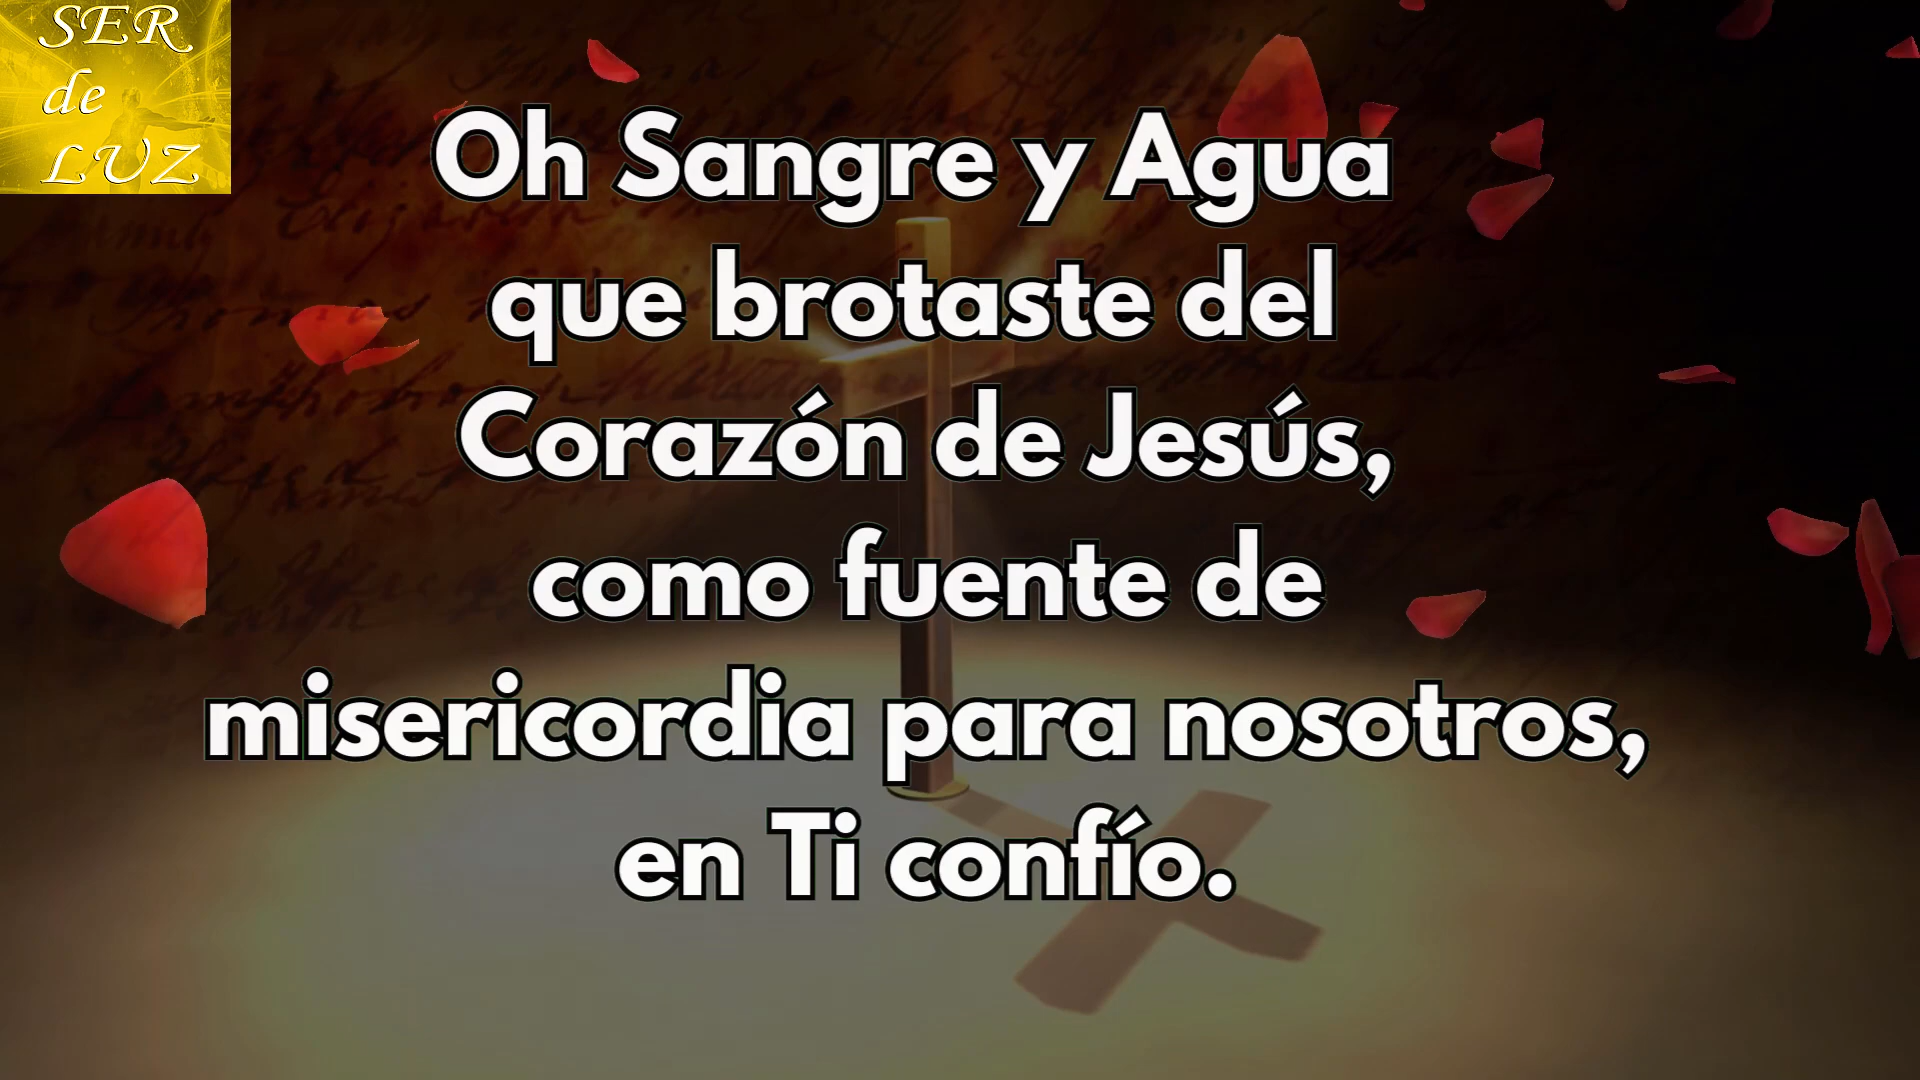 SER
de
LUZ
Oh Sangre y Agua
que brotaste del
Corazón de Jesús,
como fuente de
misericordia para nosotros,
en Ti confío.